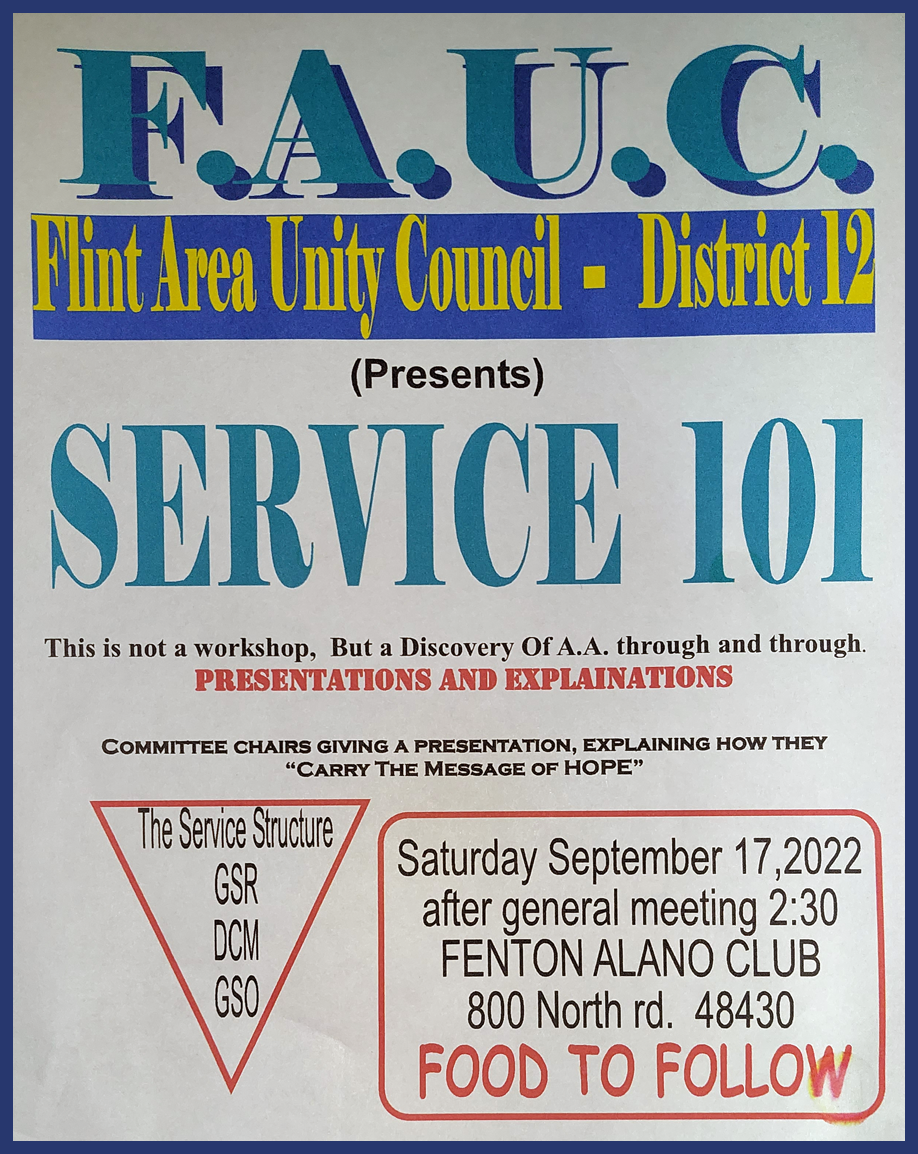 F.A.U.C.
Flint Area Unity Council - District 12
(Presents)
SERVICE 101
This is not a workshop, But a Discovery Of A.A. through and through.
PRESENTATIONS AND EXPLAINATIONS
COMMITTEE CHAIRS GIVING A PRESENTATION, EXPLAINING HOW THEY
“CARRY THE MESSAGE OF HOPE”
The Service Structure
GSR
DCM
GSO
Saturday September 17,2022
after general meeting 2:30
FENTON ALANO CLUB
800 North rd. 48430
FOOD TO FOLLOW